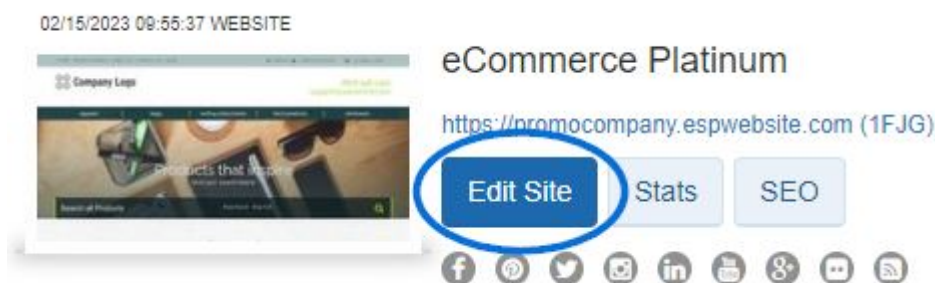 02/15/2023 09:55:37 WEBSITE
Company Logo
Products that inspire
Search all Products
eCommerce Platinum
https://promocompany.espwebsite.com (1FJG)
Edit Site
Stats
SEO